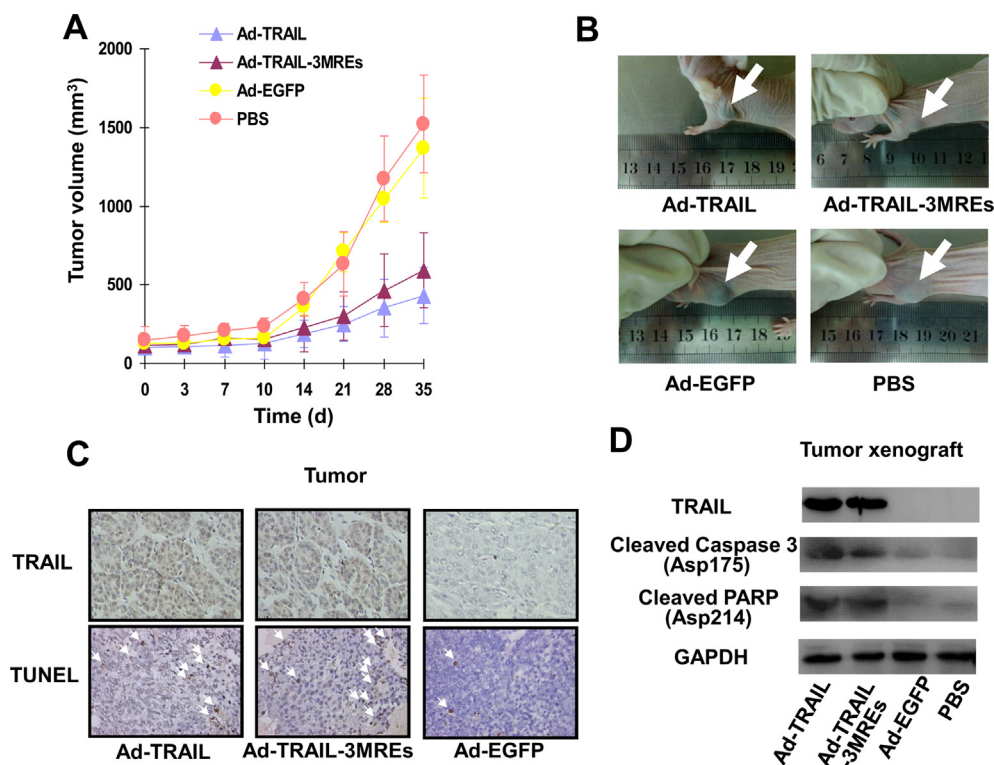 A
Ad-TRAIL
Ad-TRAIL-3MREs
Ad-EGFP
PBS
Tumor volume (mm³)
2000
1500
1000
500
0
0 3 7 10 14 21 28 35
Time (d)
B
13 14 15 16 17 18 19
6 7 8 9 10 11 12 1
Ad-TRAIL
Ad-TRAIL-3MREs
13 14 15 16 17 18
15 16 17 18 19 20 21
Ad-EGFP
PBS
C
Tumor
TRAIL
TUNEL
Ad-TRAIL
Ad-TRAIL-3MREs
Ad-EGFP
D
Tumor xenograft
TRAIL
Cleaved Caspase 3
(Asp175)
Cleaved PARP
(Asp214)
GAPDH
Ad-TRAIL
Ad-TRAIL
-3MREs
Ad-EGFP
PBS